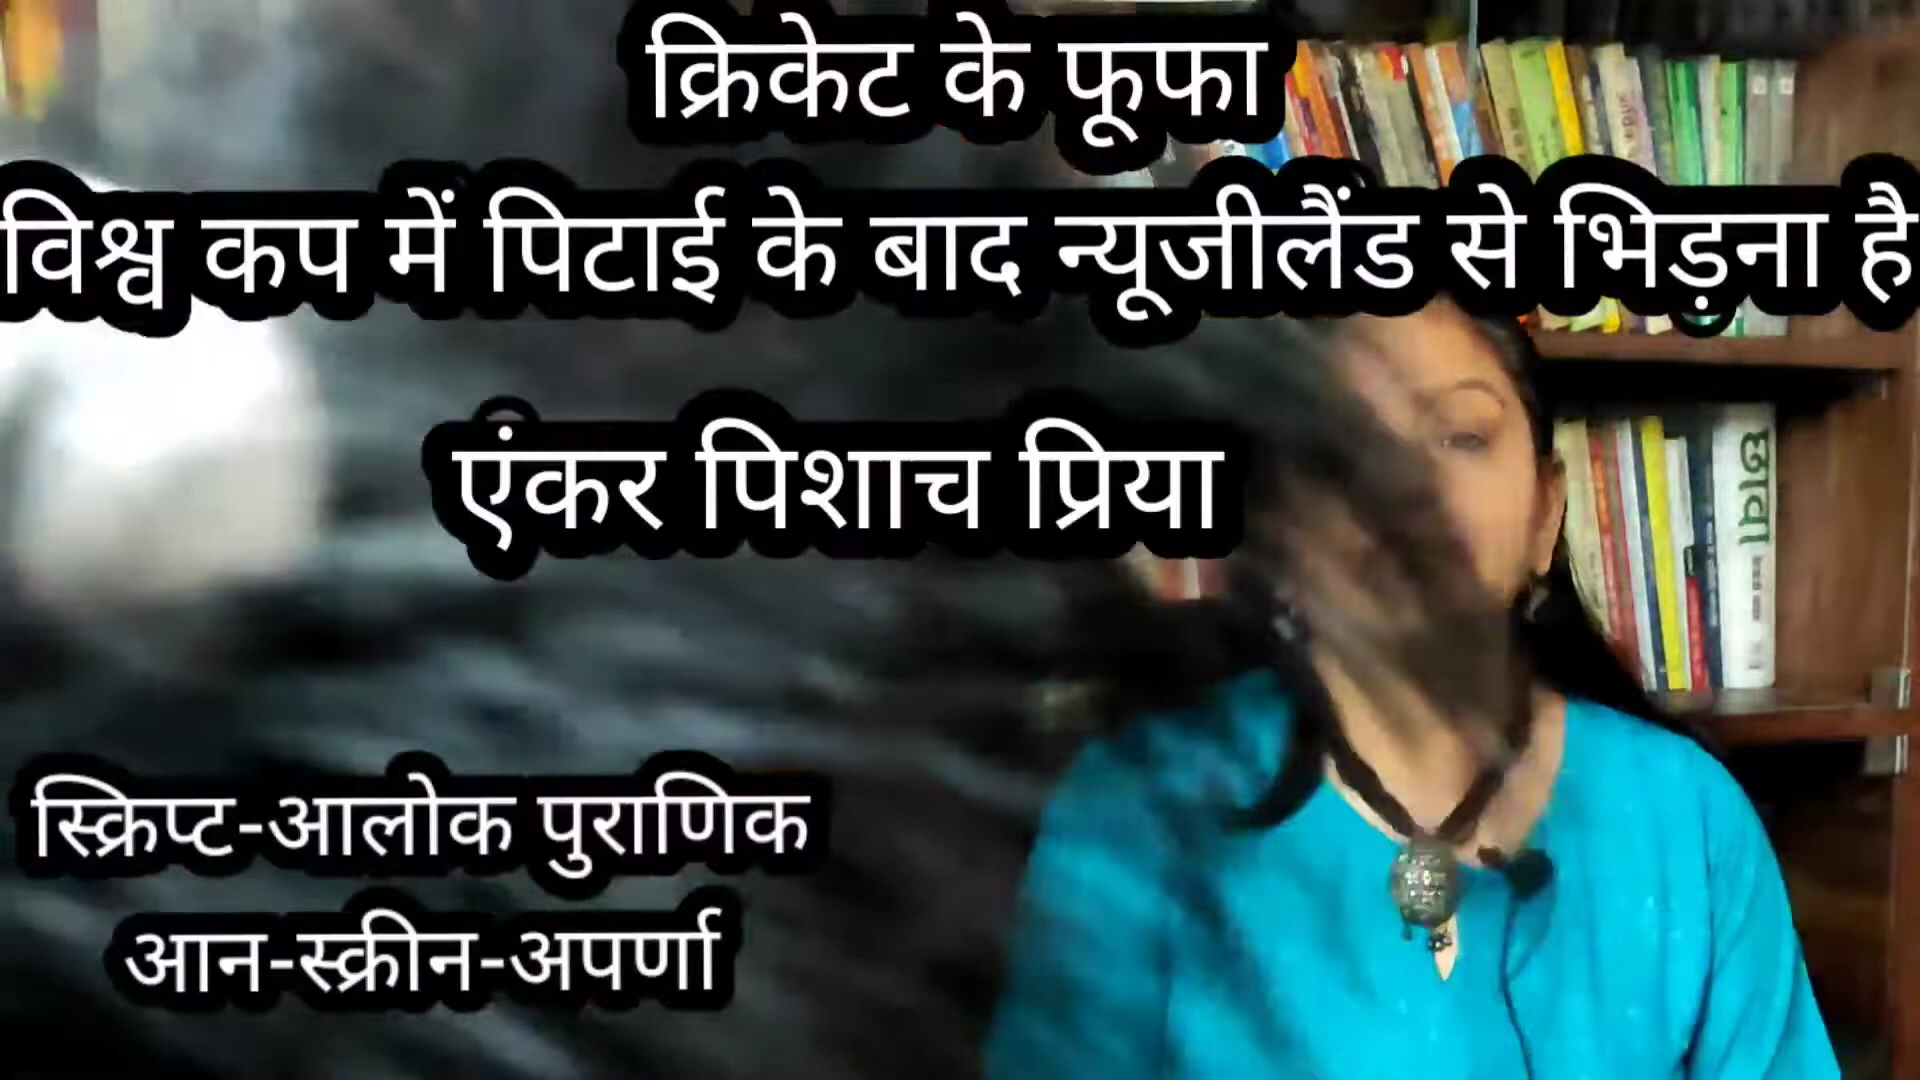 क्रिकेट के फूफा
विश्व कप में पिटाई के बाद न्यूजीलैंड से भिड़ना है
एंकर पिशाच प्रिया
स्क्रिप्ट-आलोक पुराणिक
आन-स्क्रीन-अपर्णा